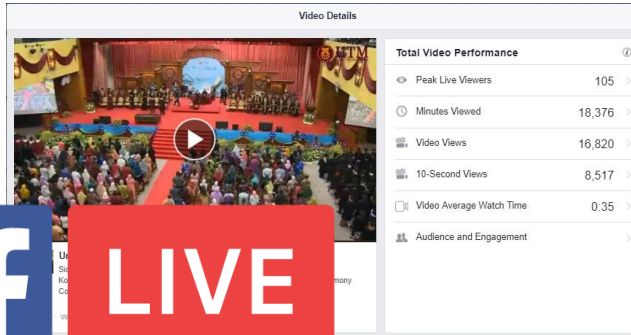 Video Details
UTM
Total Video Performance
Peak Live Viewers 105
Minutes Viewed 18,376
Video Views 16,820
10-Second Views 8,517
Video Average Watch Time 0:35
Audience and Engagement
f LIVE